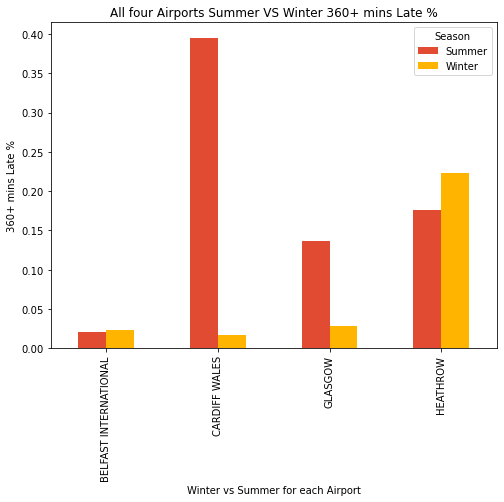 All four Airports Summer VS Winter 360+ mins Late %
Season
Summer
Winter
360+ mins Late %
0.40
0.35
0.30
0.25
0.20
0.15
0.10
0.05
0.00
BELFAST INTERNATIONAL
CARDIFF WALES
GLASGOW
HEATHROW
Winter vs Summer for each Airport